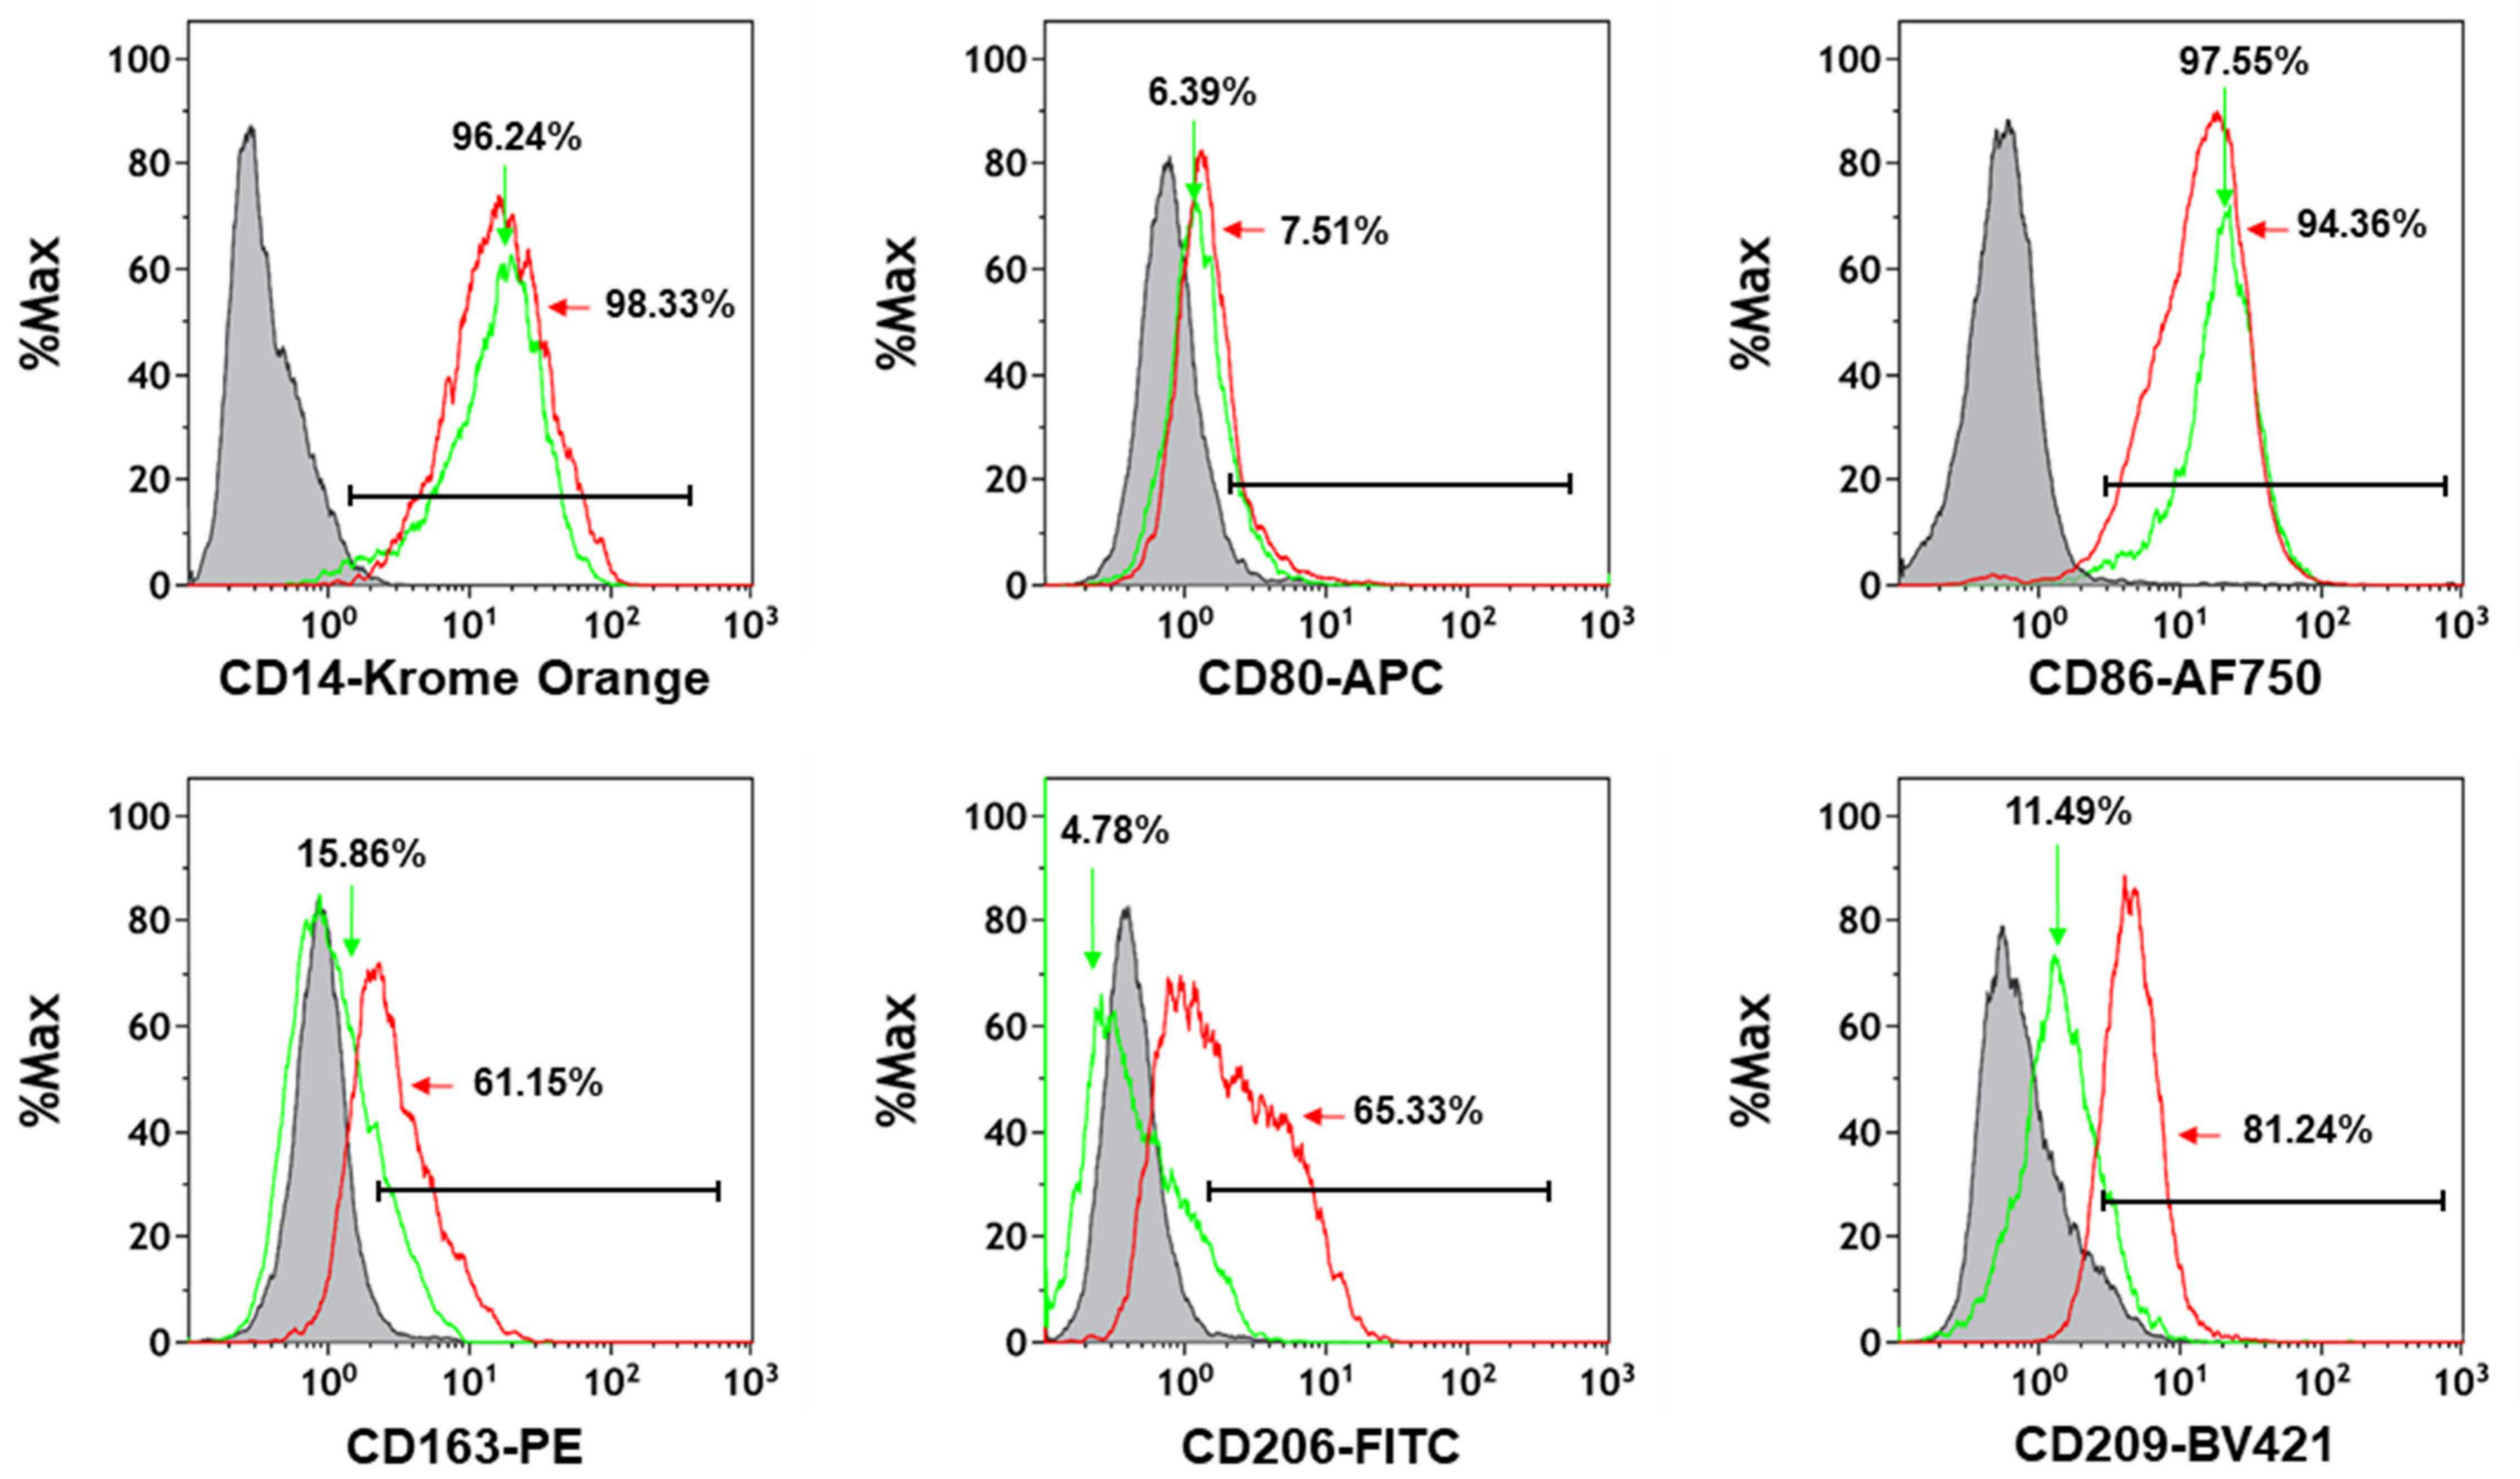 100
80
60
40
20
0
%Max
96.24%
98.33%
10⁰ 10¹ 10² 10³
CD14-Krome Orange
100
80
60
40
20
0
%Max
6.39%
7.51%
10⁰ 10¹ 10² 10³
CD80-APC
100
80
60
40
20
0
%Max
97.55%
94.36%
10⁰ 10¹ 10² 10³
CD86-AF750
100
80
60
40
20
0
%Max
15.86%
61.15%
10⁰ 10¹ 10² 10³
CD163-PE
100
80
60
40
20
0
%Max
4.78%
65.33%
10⁰ 10¹ 10² 10³
CD206-FITC
100
80
60
40
20
0
%Max
11.49%
81.24%
10⁰ 10¹ 10² 10³
CD209-BV421